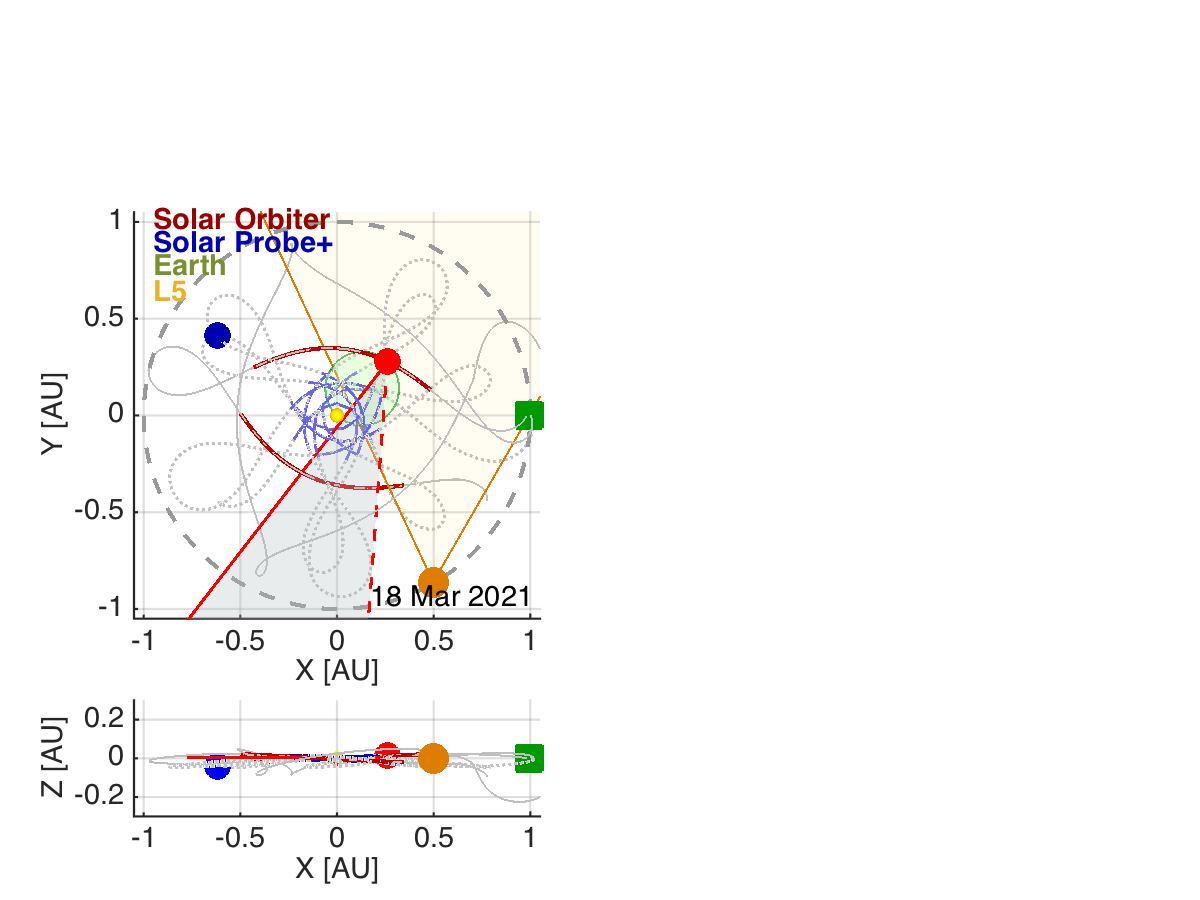 Solar Orbiter
Solar Probe+
Earth
L5
1
0.5
0
-0.5
-1
Y [AU]
18 Mar 2021
-1 -0.5 0 0.5 1
X [AU]
0.2
0
-0.2
Z [AU]
-1 -0.5 0 0.5 1
X [AU]